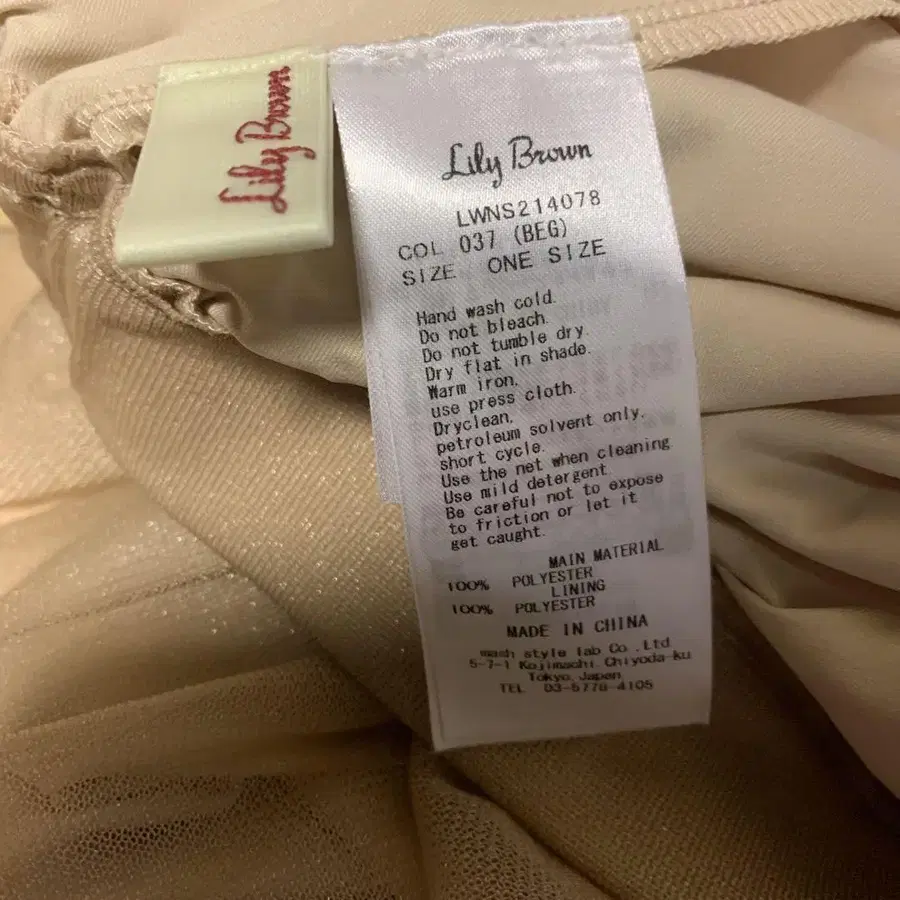 Lily Brown
Lily Brown
LWNS214078
COL 037 (BEG)
SIZE ONE SIZE
Hand wash cold.
Do not bleach.
Do not tumble dry.
Dry flat in shade.
Warm iron.
use press cloth.
Dryclean,
petroleum solvent only.
short cycle.
Use the net when cleaning
Use mild detergent.
Be careful not to expose
to friction or let it
get caught.
MAIN MATERIAL
100% POLYESTER
LINING
100% POLYESTER
MADE IN CHINA
mash style lab Co.,Ltd
5-7-1 Kojimachi Chiyoda-ku
Tokyo, Japan
TEL 03-5778-4105